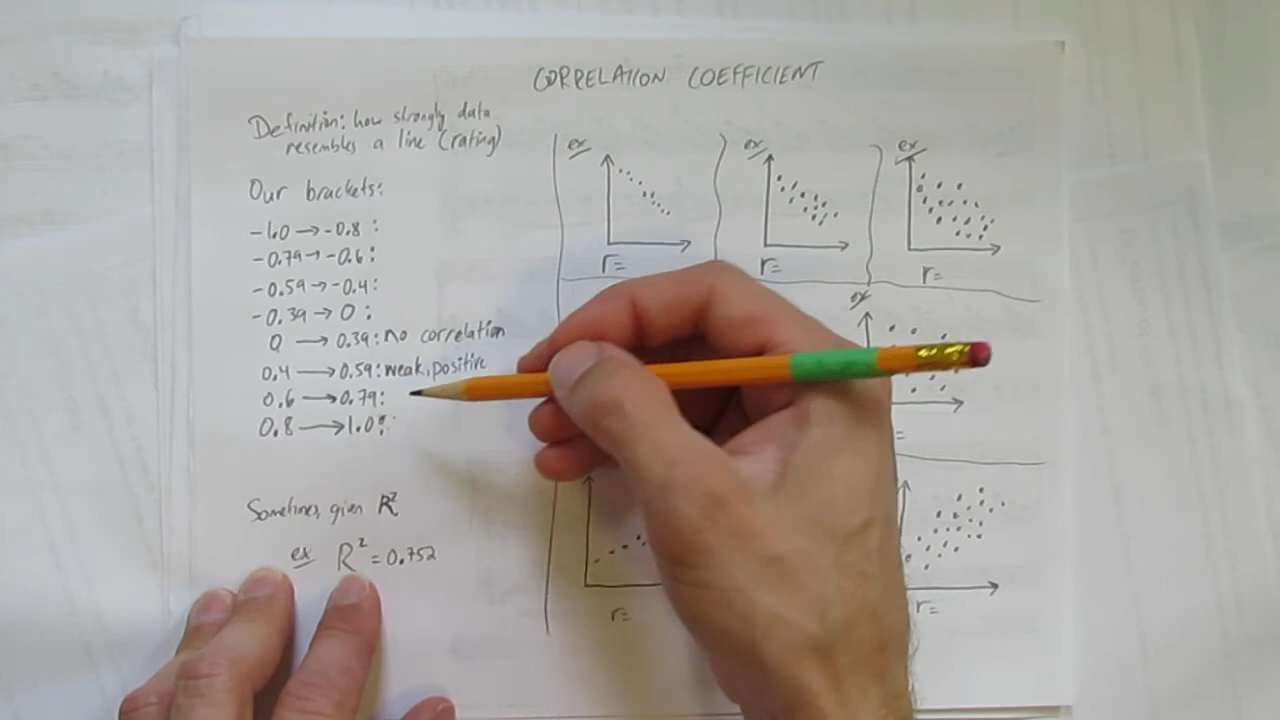 CORRELATION COEFFICIENT
Definition: how strongly data
resembles a line (rating)
Our brackets:
-1.0 → -0.8 :
-0.79 → -0.6 :
-0.59 → -0.4 :
-0.39 → 0 :
0 → 0.39 : no correlation
0.4 → 0.59 : weak, positive
0.6 → 0.79 :
0.8 → 1.0 :
Sometimes, given R²
ex R² = 0.752
ex
r=
ex
r=
ex
r=
ex
=
r=
r=